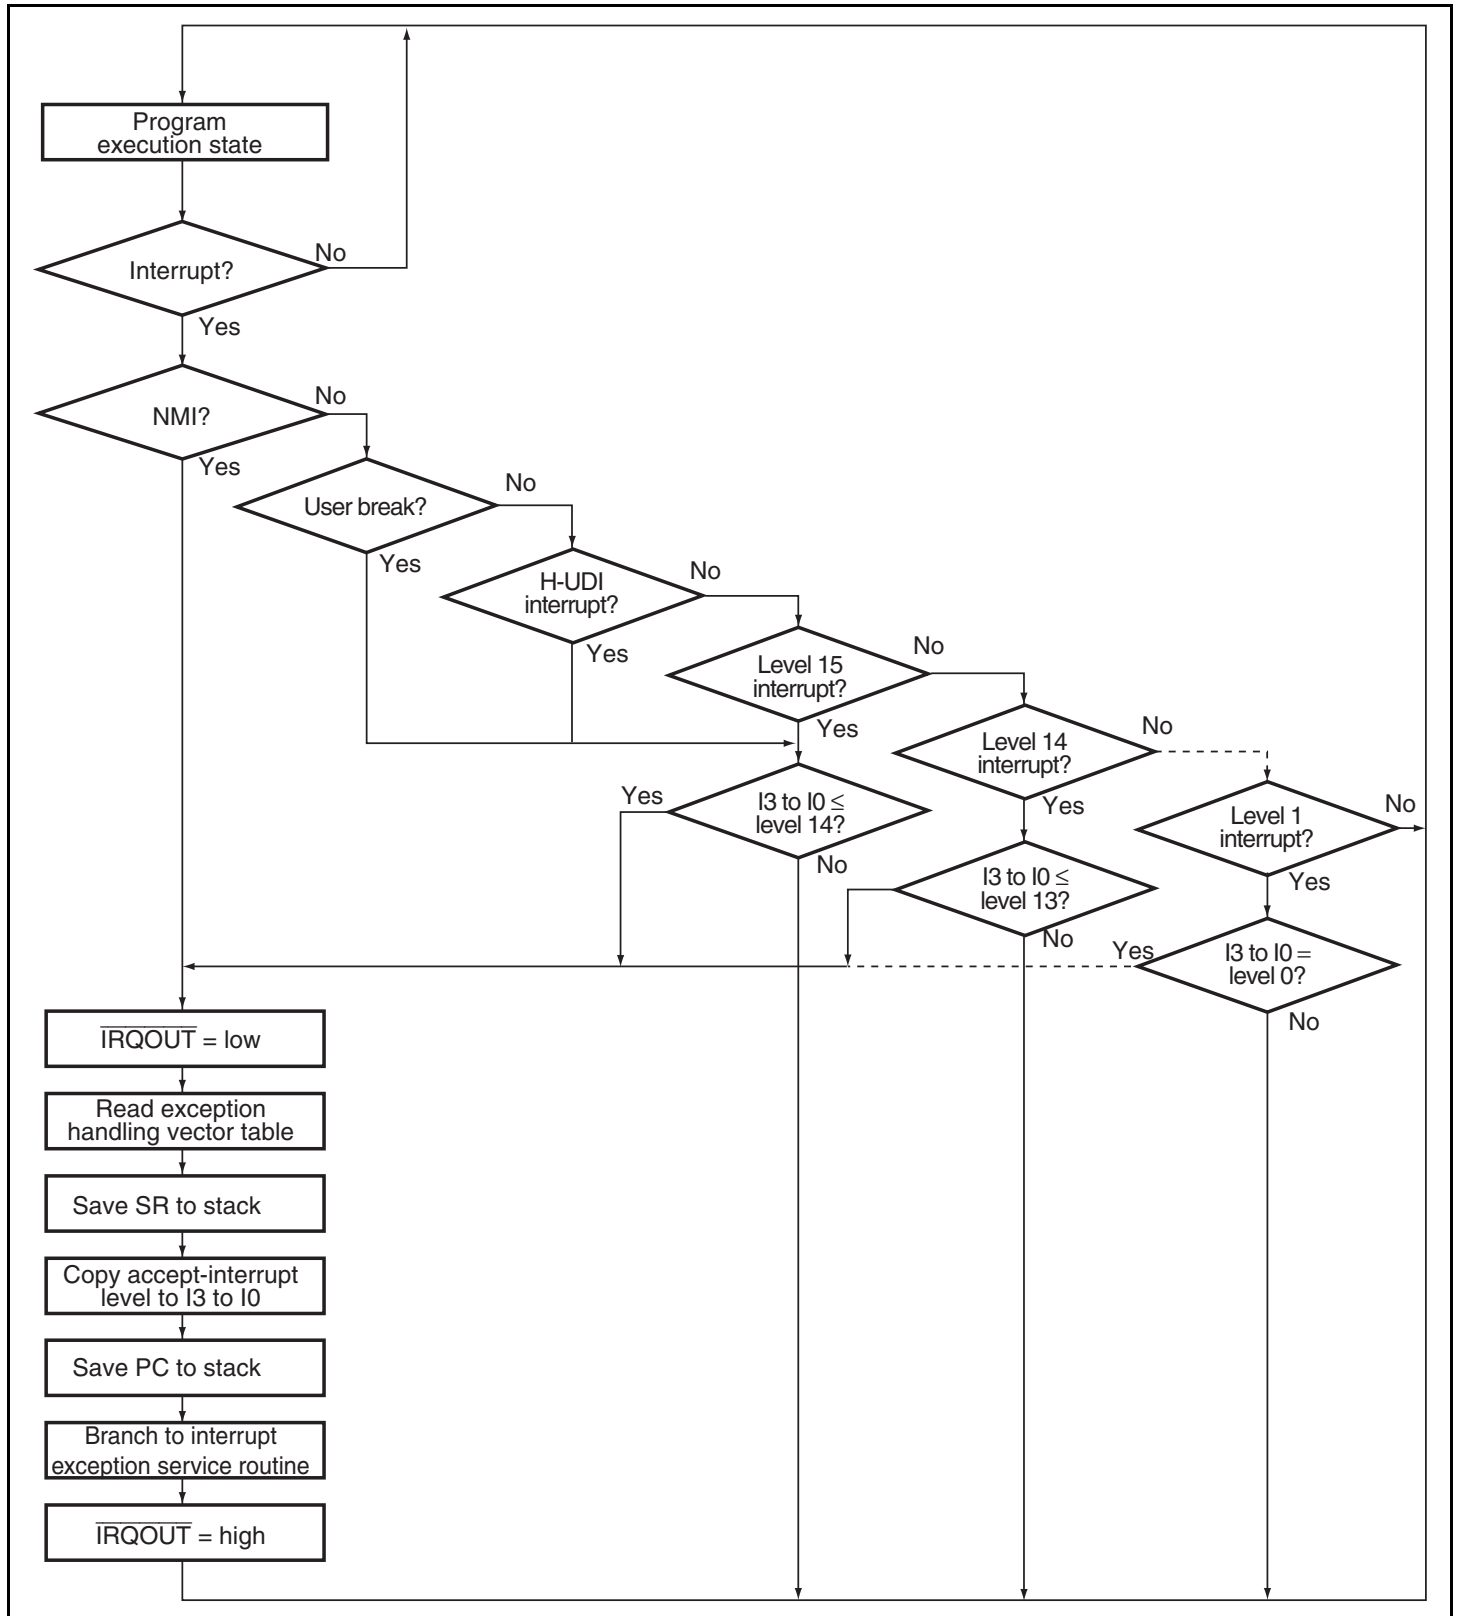 Program
execution state
Interrupt?
No
Yes
NMI?
No
Yes
User break?
No
Yes
H-UDI
interrupt?
No
Yes
Level 15
interrupt?
No
Yes
Level 14
interrupt?
No
Yes
Level 1
interrupt?
No
Yes
I3 to I0 ≤
level 14?
Yes
No
I3 to I0 ≤
level 13?
No
I3 to I0 =
level 0?
Yes
No
IRQOUT = low
Read exception
handling vector table
Save SR to stack
Copy accept-interrupt
level to I3 to I0
Save PC to stack
Branch to interrupt
exception service routine
IRQOUT = high